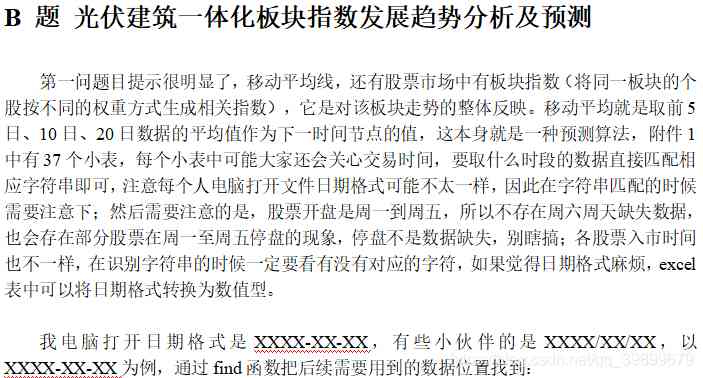 B 题 光伏建筑一体化板块指数发展趋势分析及预测
第一问题目提示很明显了，移动平均线，还有股票市场中有板块指数（将同一板块的个
股按不同的权重方式生成相关指数），它是对该板块走势的整体反映。移动平均就是取前 5
日、10 日、20 日数据的平均值作为下一时间节点的值，这本身就是一种预测算法，附件 1
中有 37 个小表，每个小表中可能大家还会关心交易时间，要取什么时段的数据直接匹配相
应字符串即可，注意每个人电脑打开文件日期格式可能不太一样，因此在字符串匹配的时候
需要注意下；然后需要注意的是，股票开盘是周一到周五，所以不存在周六周天缺失数据，
也会存在部分股票在周一至周五停盘的现象，停盘不是数据缺失，别瞎搞；各股票入市时间
也不一样，在识别字符串的时候一定要看有没有对应的字符，如果觉得日期格式麻烦，excel
表中可以将日期格式转换为数值型。
我电脑打开日期格式是 XXXX-XX-XX，有些小伙伴的是 XXXX/XX/XX，以
XXXX-XX-XX 为例，通过 find 函数把后续需要用到的数据位置找到：